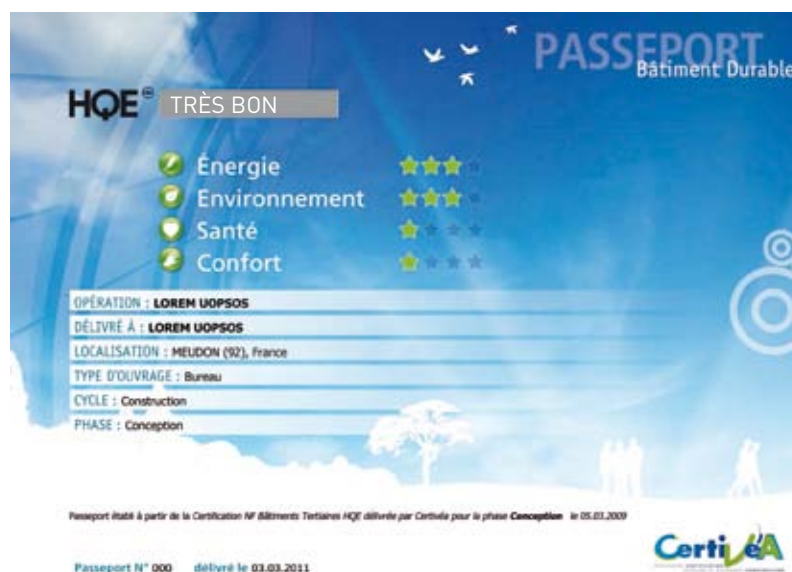 PASSEPORT
Bâtiment Durable
HQE TRÈS BON
Énergie
Environnement
Santé
Confort
OPÉRATION : LOREM UOPSOS
DÉLIVRÉ À : LOREM UOPSOS
LOCALISATION : MEUDON (92), France
TYPE D'OUVRAGE : Bureau
CYCLE : Construction
PHASE : Conception
Passeport établi à partir de la Certification NF Bâtiments Tertiaires HQE délivrée par Certivéa pour la phase Conception le 05.03.2009
CertivéA
Passeport N° 000 délivré le 03.03.2011